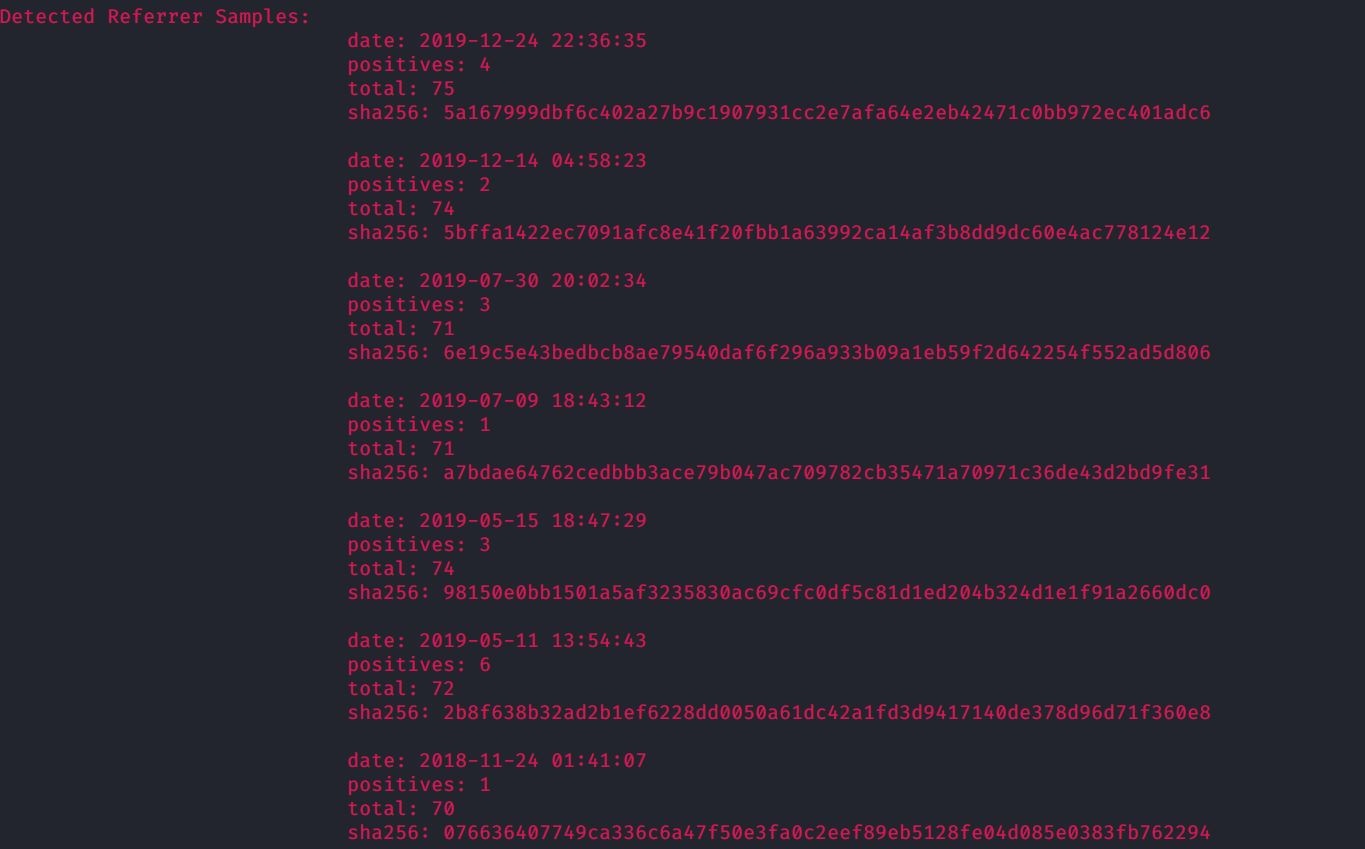 Detected Referrer Samples:
date: 2019-12-24 22:36:35
positives: 4
total: 75
sha256: 5a167999dbf6c402a27b9c1907931cc2e7afa64e2eb42471c0bb972ec401adc6
date: 2019-12-14 04:58:23
positives: 2
total: 74
sha256: 5bffa1422ec7091afc8e41f20fbb1a63992ca14af3b8dd9dc60e4ac778124e12
date: 2019-07-30 20:02:34
positives: 3
total: 71
sha256: 6e19c5e43bedbcb8ae79540daf6f296a933b09a1eb59f2d642254f552ad5d806
date: 2019-07-09 18:43:12
positives: 1
total: 71
sha256: a7bdae64762cedbbb3ace79b047ac709782cb35471a70971c36de43d2bd9fe31
date: 2019-05-15 18:47:29
positives: 3
total: 74
sha256: 98150e0bb1501a5af3235830ac69cfc0df5c81d1ed204b324d1e1f91a2660dc0
date: 2019-05-11 13:54:43
positives: 6
total: 72
sha256: 2b8f638b32ad2b1ef6228dd0050a61dc42a1fd3d9417140de378d96d71f360e8
date: 2018-11-24 01:41:07
positives: 1
total: 70
sha256: 076636407749ca336c6a47f50e3fa0c2eef89eb5128fe04d085e0383fb762294